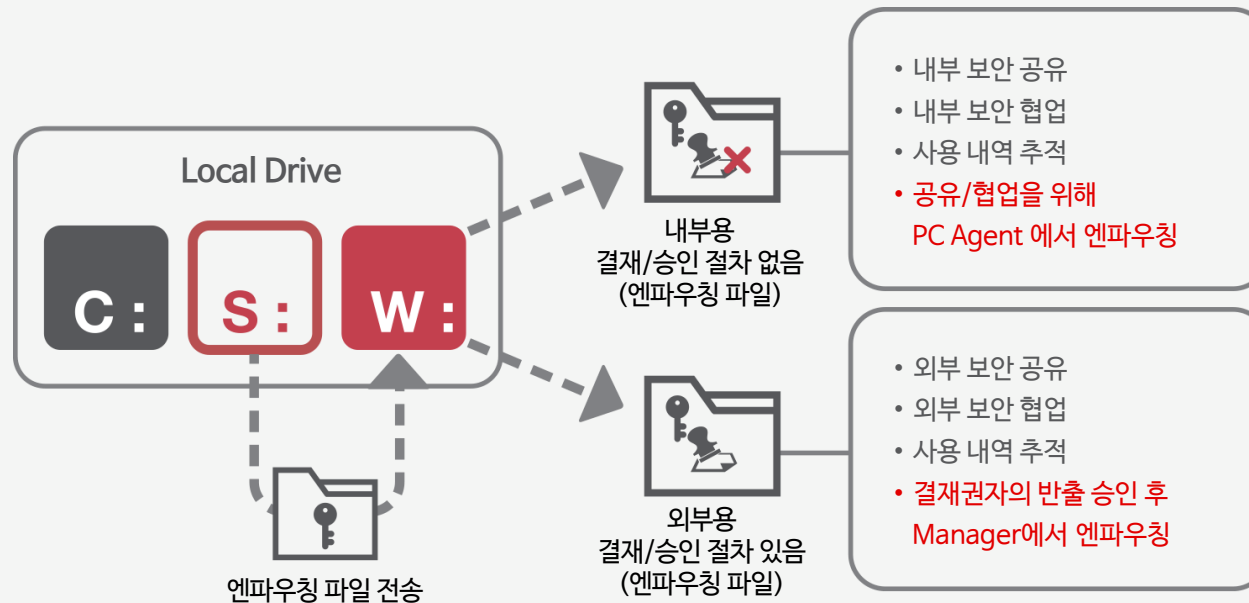 Local Drive
C :
S :
W :
엔파우칭 파일 전송
내부용
결재/승인 절차 없음
(엔파우칭 파일)
• 내부 보안 공유
• 내부 보안 협업
• 사용 내역 추적
• 공유/협업을 위해
PC Agent 에서 엔파우칭
외부용
결재/승인 절차 있음
(엔파우칭 파일)
• 외부 보안 공유
• 외부 보안 협업
• 사용 내역 추적
• 결재권자의 반출 승인 후
Manager에서 엔파우칭